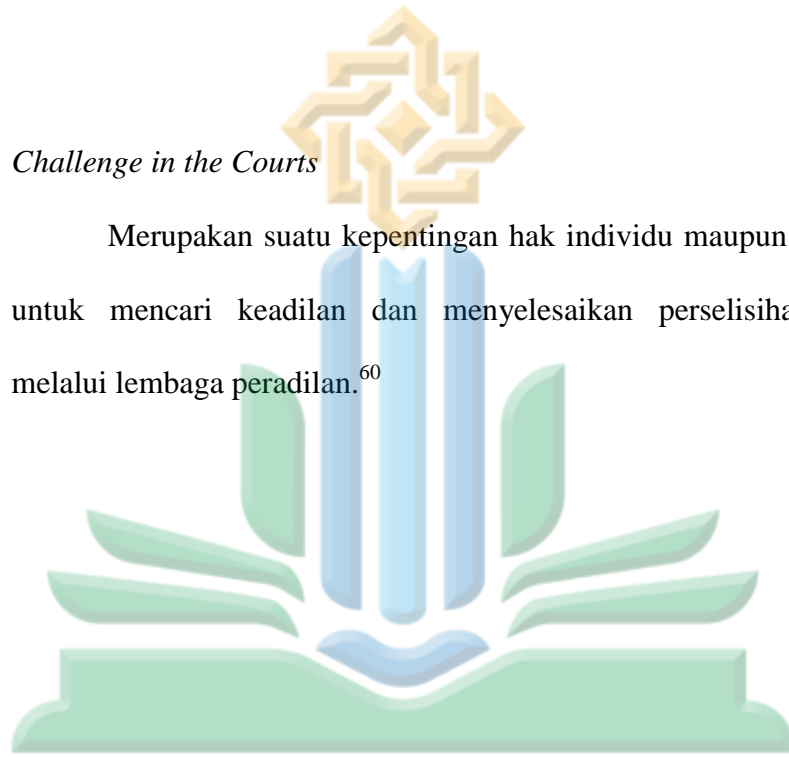 Challenge in the Courts
Merupakan suatu kepentingan hak individu maupun
untuk mencari keadilan dan menyelesaikan
melalui lembaga peradilan.60